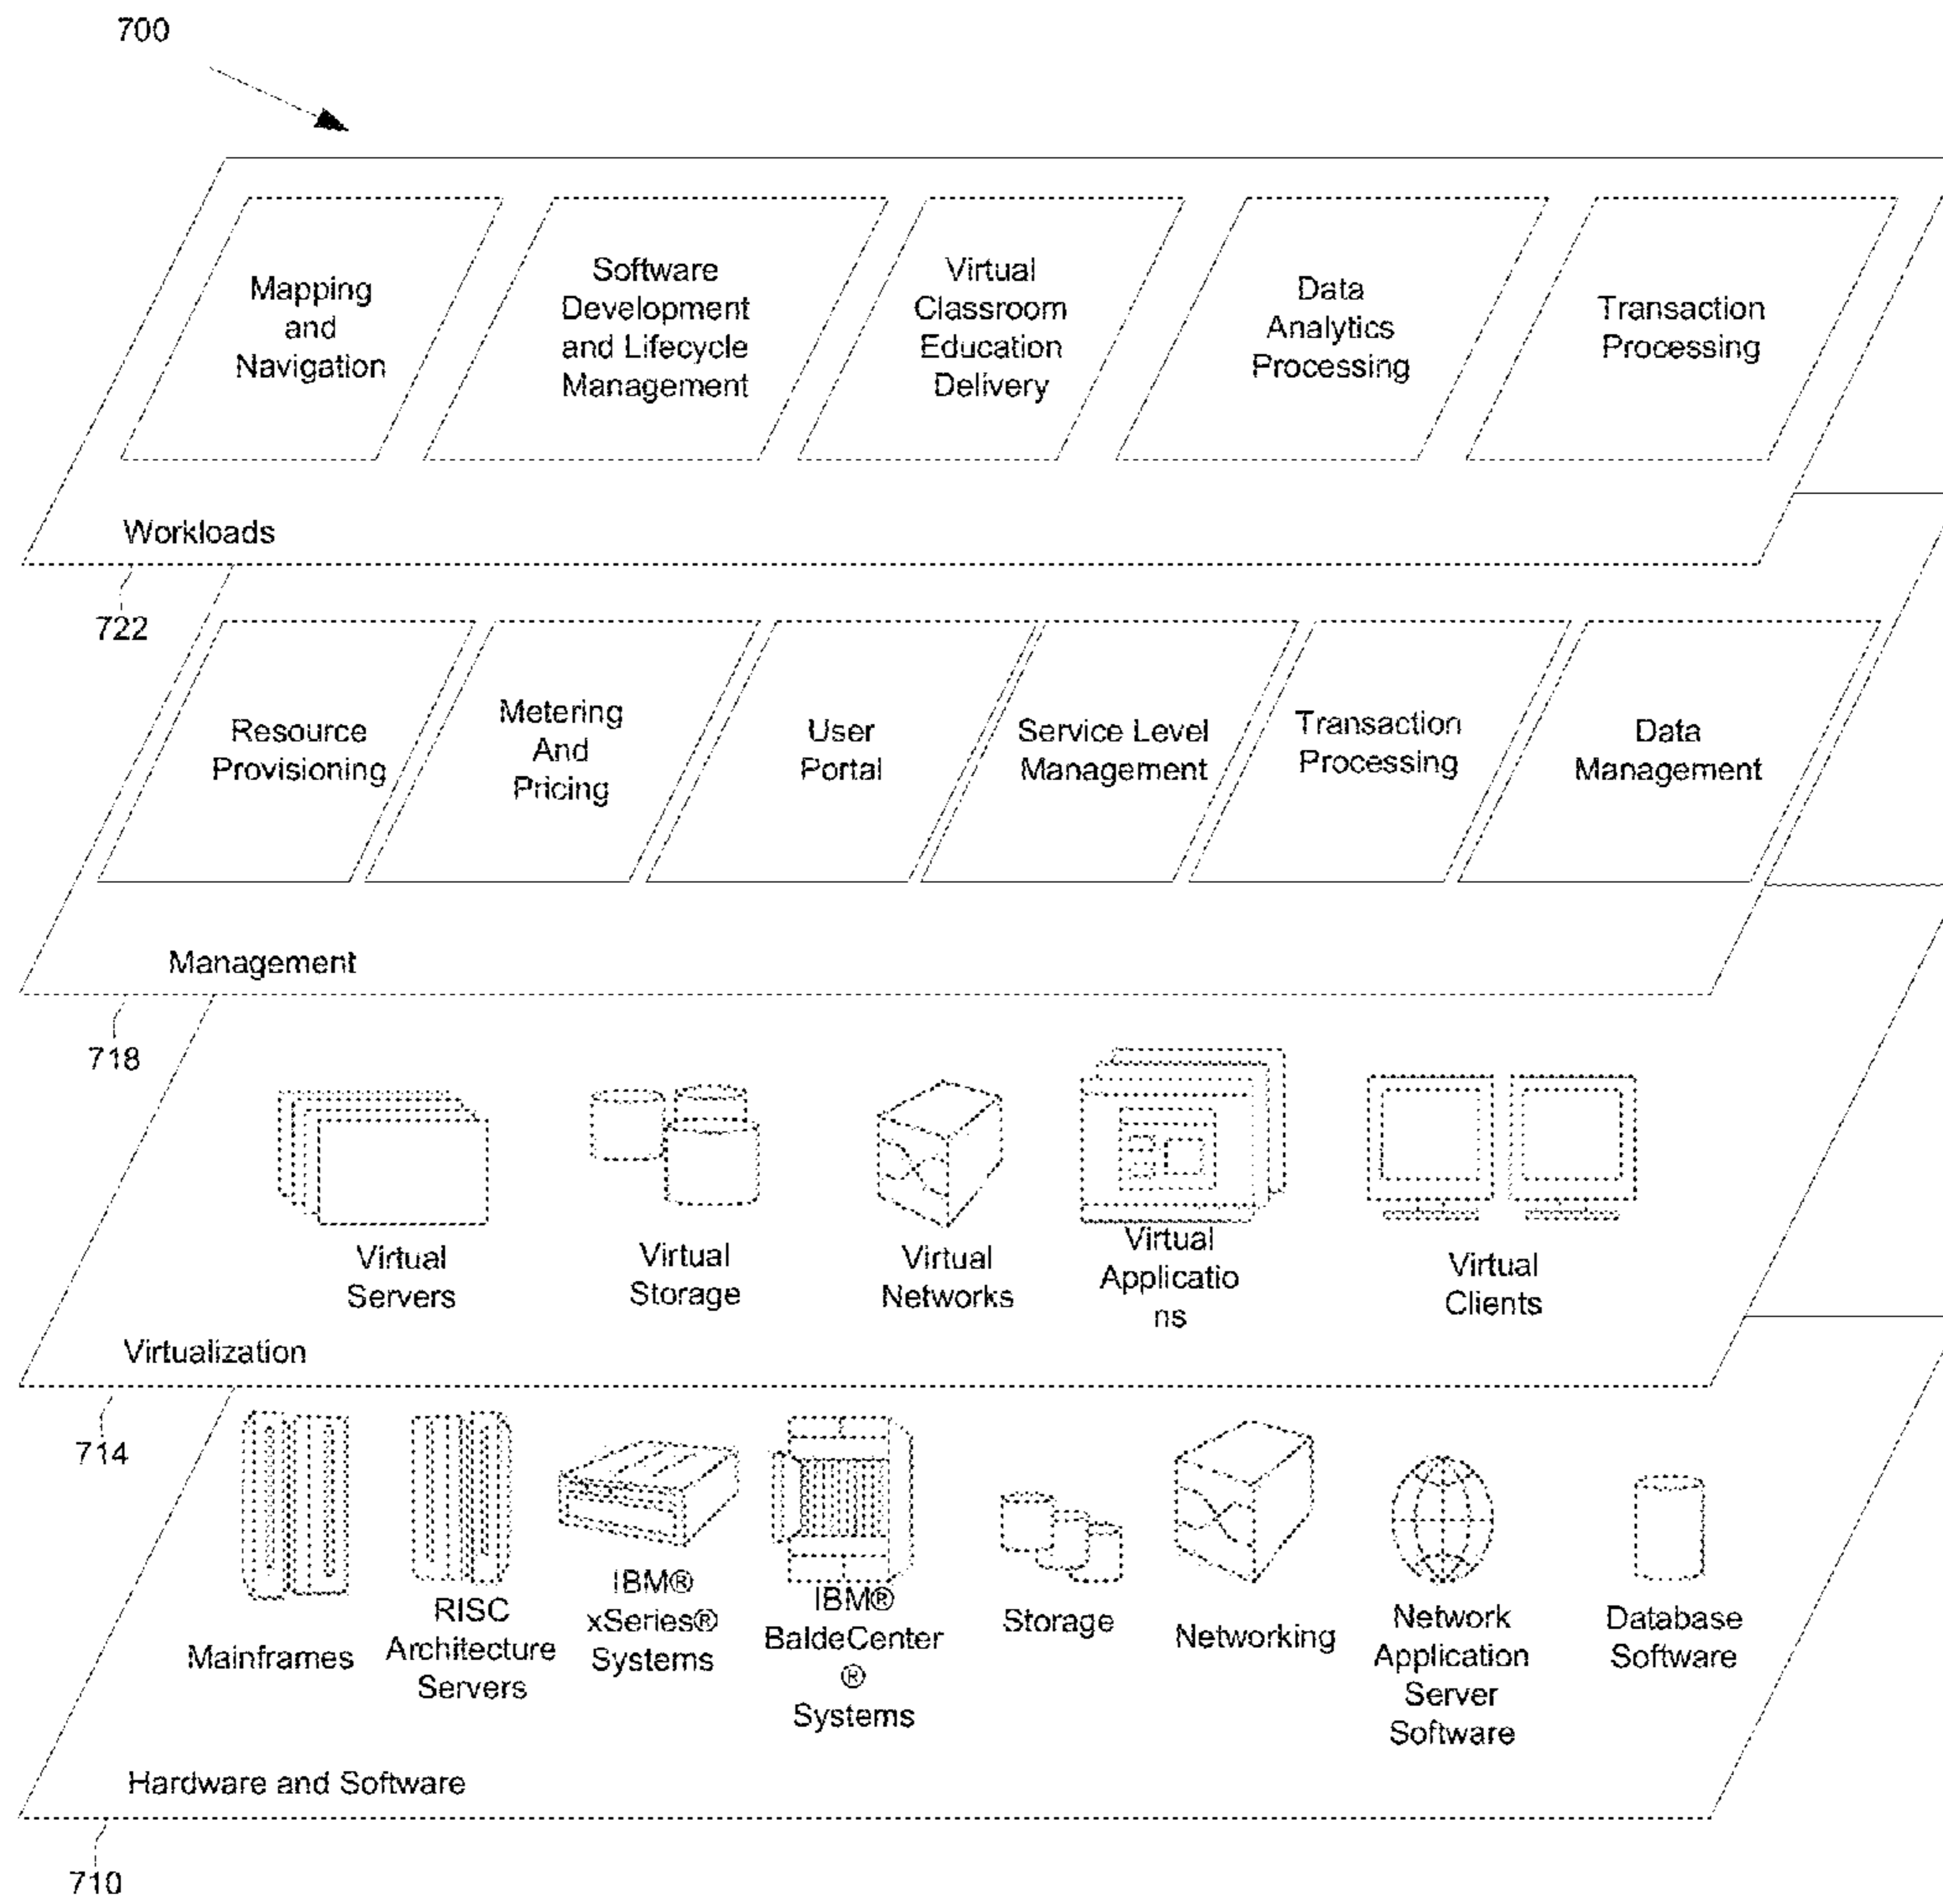 700
Mapping
and
Navigation
Software
Development
and Lifecycle
Management
Virtual
Classroom
Education
Delivery
Data
Analytics
Processing
Transaction
Processing
Workloads
722
Resource
Provisioning
Metering
And
Pricing
User
Portal
Service Level
Management
Transaction
Processing
Data
Management
Management
718
Virtual
Servers
Virtual
Storage
Virtual
Networks
Virtual
Applicatio
ns
Virtual
Clients
Virtualization
714
Mainframes
RISC
Architecture
Servers
IBM®
xSeries®
Systems
IBM®
BaldeCenter
®
Systems
Storage
Networking
Network
Application
Server
Software
Database
Software
Hardware and Software
710